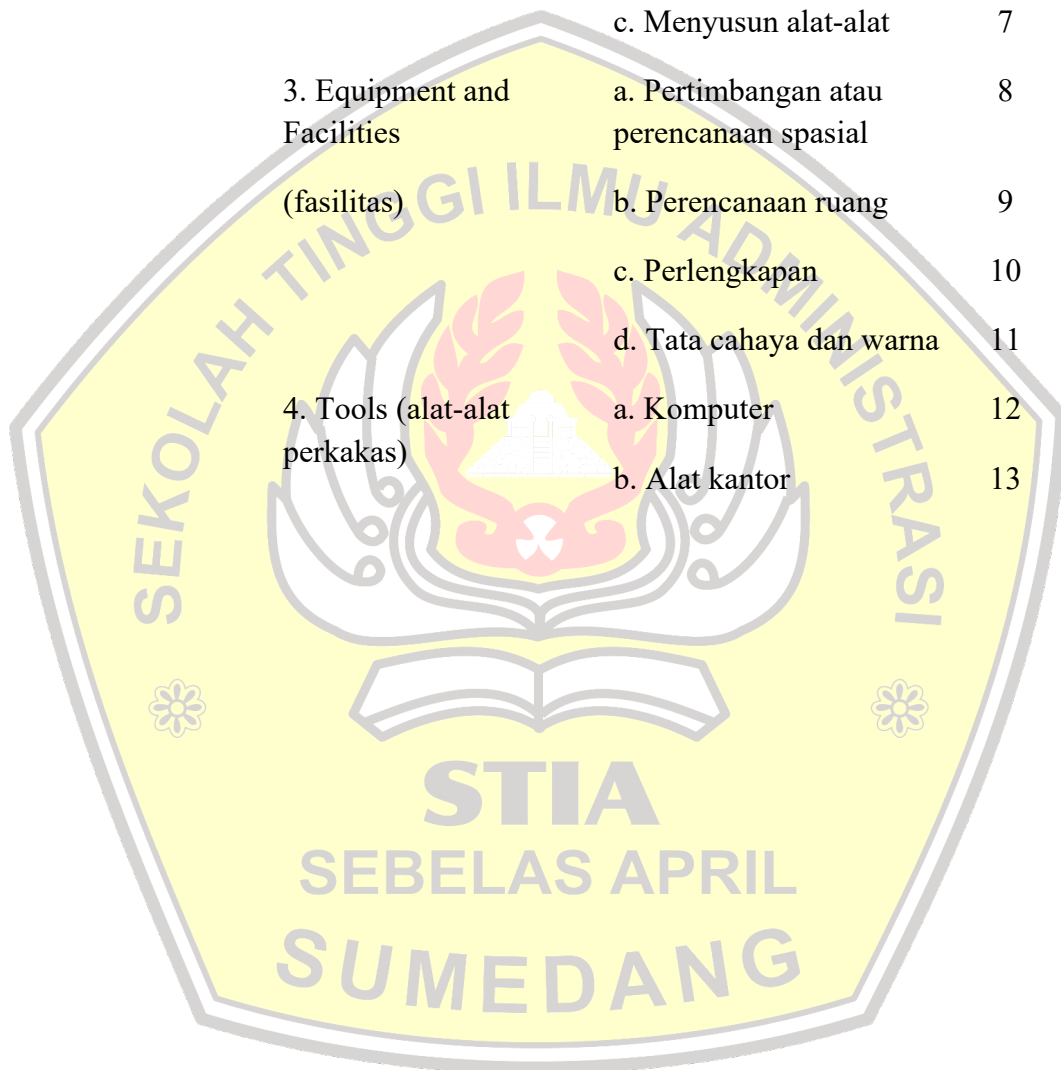 c. Menyusun alat-alat 7
3. Equipment and a. Pertimbangan atau 8
Facilities perencanaan spasial
(fasilitas) b. Perencanaan ruang 9
c. Perlengkapan 10
d. Tata cahaya dan warna 11
4. Tools (alat-alat a. Komputer 12
perkakas)
b. Alat kantor 13
SEKOLAH TINGGI ILMU ADMINISTRASI
STIA
SEBELAS APRIL
SUMEDANG